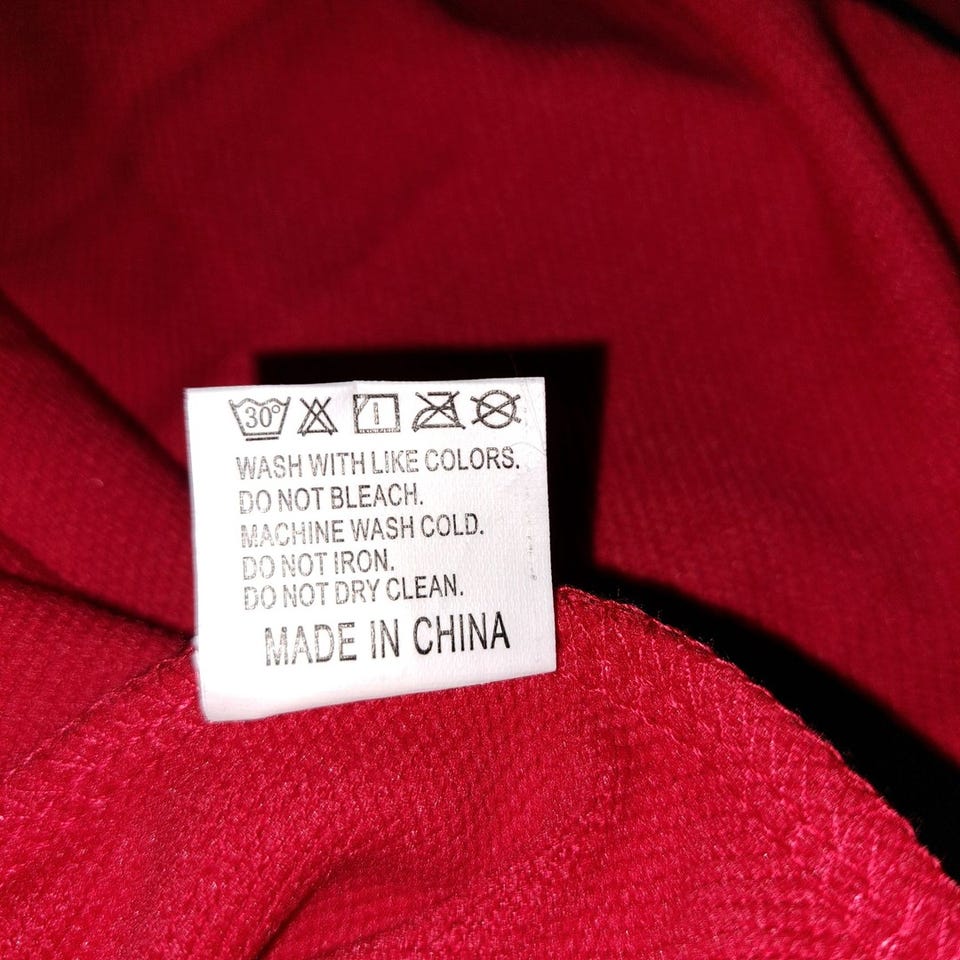 30°
WASH WITH LIKE COLORS.
DO NOT BLEACH.
MACHINE WASH COLD.
DO NOT IRON.
DO NOT DRY CLEAN.
MADE IN CHINA